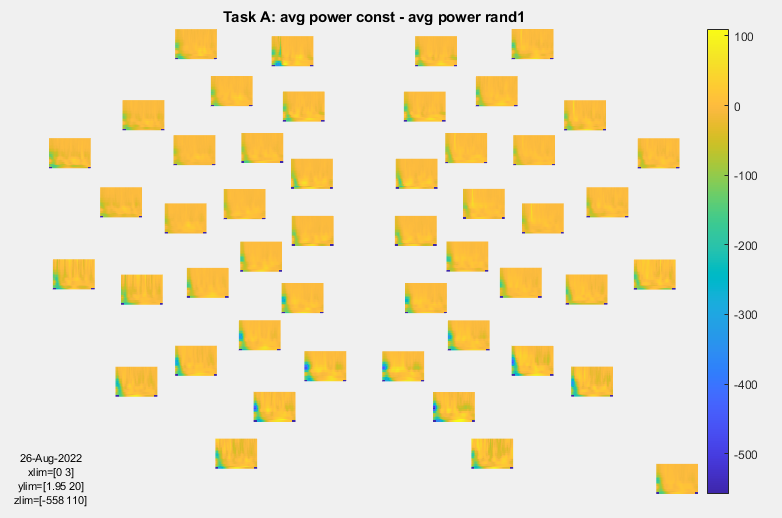 Task A: avg power const - avg power rand1
100
0
-100
-200
-300
-400
-500
26-Aug-2022
xlim=[0 3]
ylim=[1.95 20]
zlim=[-558 110]